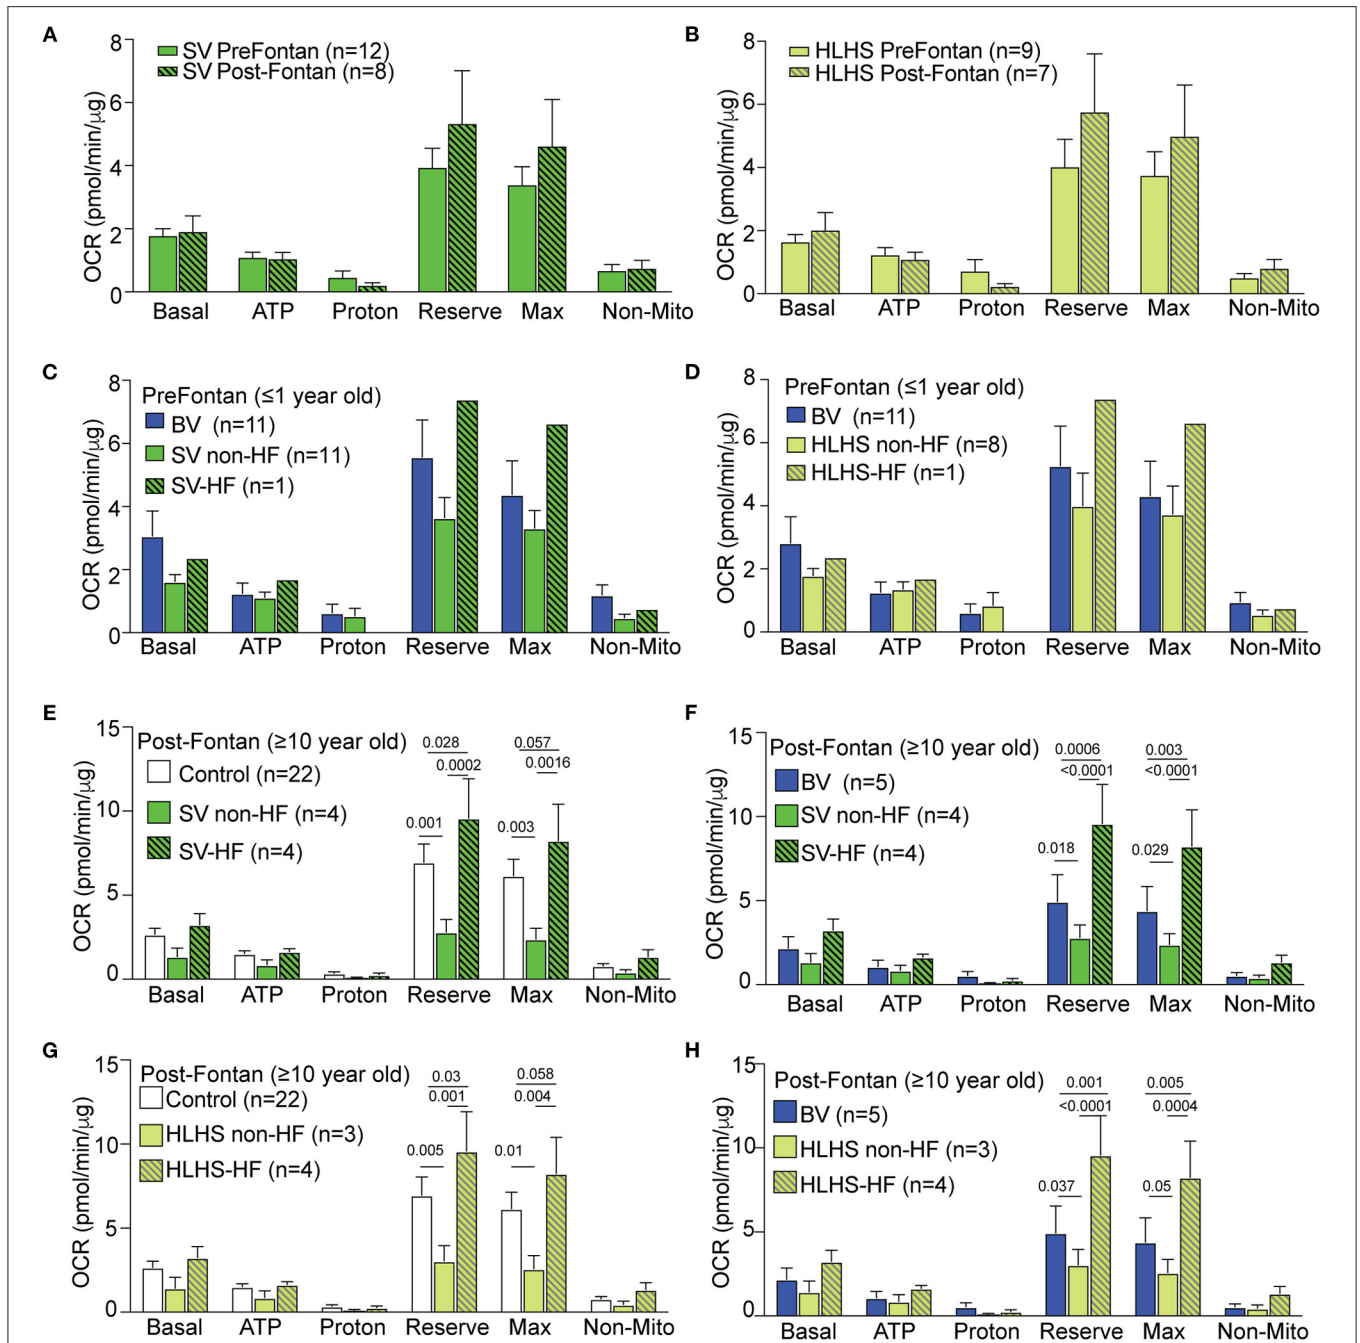 A
SV PreFontan (n=12)
SV Post-Fontan (n=8)
OCR (pmol/min/μg)
8
6
4
2
0
Basal ATP Proton Reserve Max Non-Mito
B
HLHS PreFontan (n=9)
HLHS Post-Fontan (n=7)
OCR (pmol/min/μg)
8
6
4
2
0
Basal ATP Proton Reserve Max Non-Mito
C
PreFontan (≤1 year old)
BV (n=11)
SV non-HF (n=11)
SV-HF (n=1)
OCR (pmol/min/μg)
8
6
4
2
0
Basal ATP Proton Reserve Max Non-Mito
D
PreFontan (≤1 year old)
BV (n=11)
HLHS non-HF (n=8)
HLHS-HF (n=1)
OCR (pmol/min/μg)
8
6
4
2
0
Basal ATP Proton Reserve Max Non-Mito
E
Post-Fontan (≥10 year old)
Control (n=22)
SV non-HF (n=4)
SV-HF (n=4)
OCR (pmol/min/μg)
15
10
5
0
0.028 0.057
0.0002 0.0016
0.001 0.003
Basal ATP Proton Reserve Max Non-Mito
F
Post-Fontan (≥10 year old)
BV (n=5)
SV non-HF (n=4)
SV-HF (n=4)
OCR (pmol/min/μg)
15
10
5
0
0.0006 0.003
<0.0001 <0.0001
0.018 0.029
Basal ATP Proton Reserve Max Non-Mito
G
Post-Fontan (≥10 year old)
Control (n=22)
HLHS non-HF (n=3)
HLHS-HF (n=4)
OCR (pmol/min/μg)
15
10
5
0
0.03 0.058
0.001 0.004
0.005 0.01
Basal ATP Proton Reserve Max Non-Mito
H
Post-Fontan (≥10 year old)
BV (n=5)
HLHS non-HF (n=3)
HLHS-HF (n=4)
OCR (pmol/min/μg)
15
10
5
0
0.001 0.005
<0.0001 0.0004
0.037 0.05
Basal ATP Proton Reserve Max Non-Mito